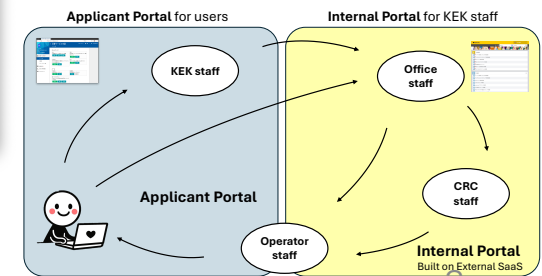 Applicant Portal for users
Internal Portal for KEK staff
KEK staff
Office
staff
Applicant Portal
CRC
staff
Operator
staff
Internal Portal
Built on External SaaS